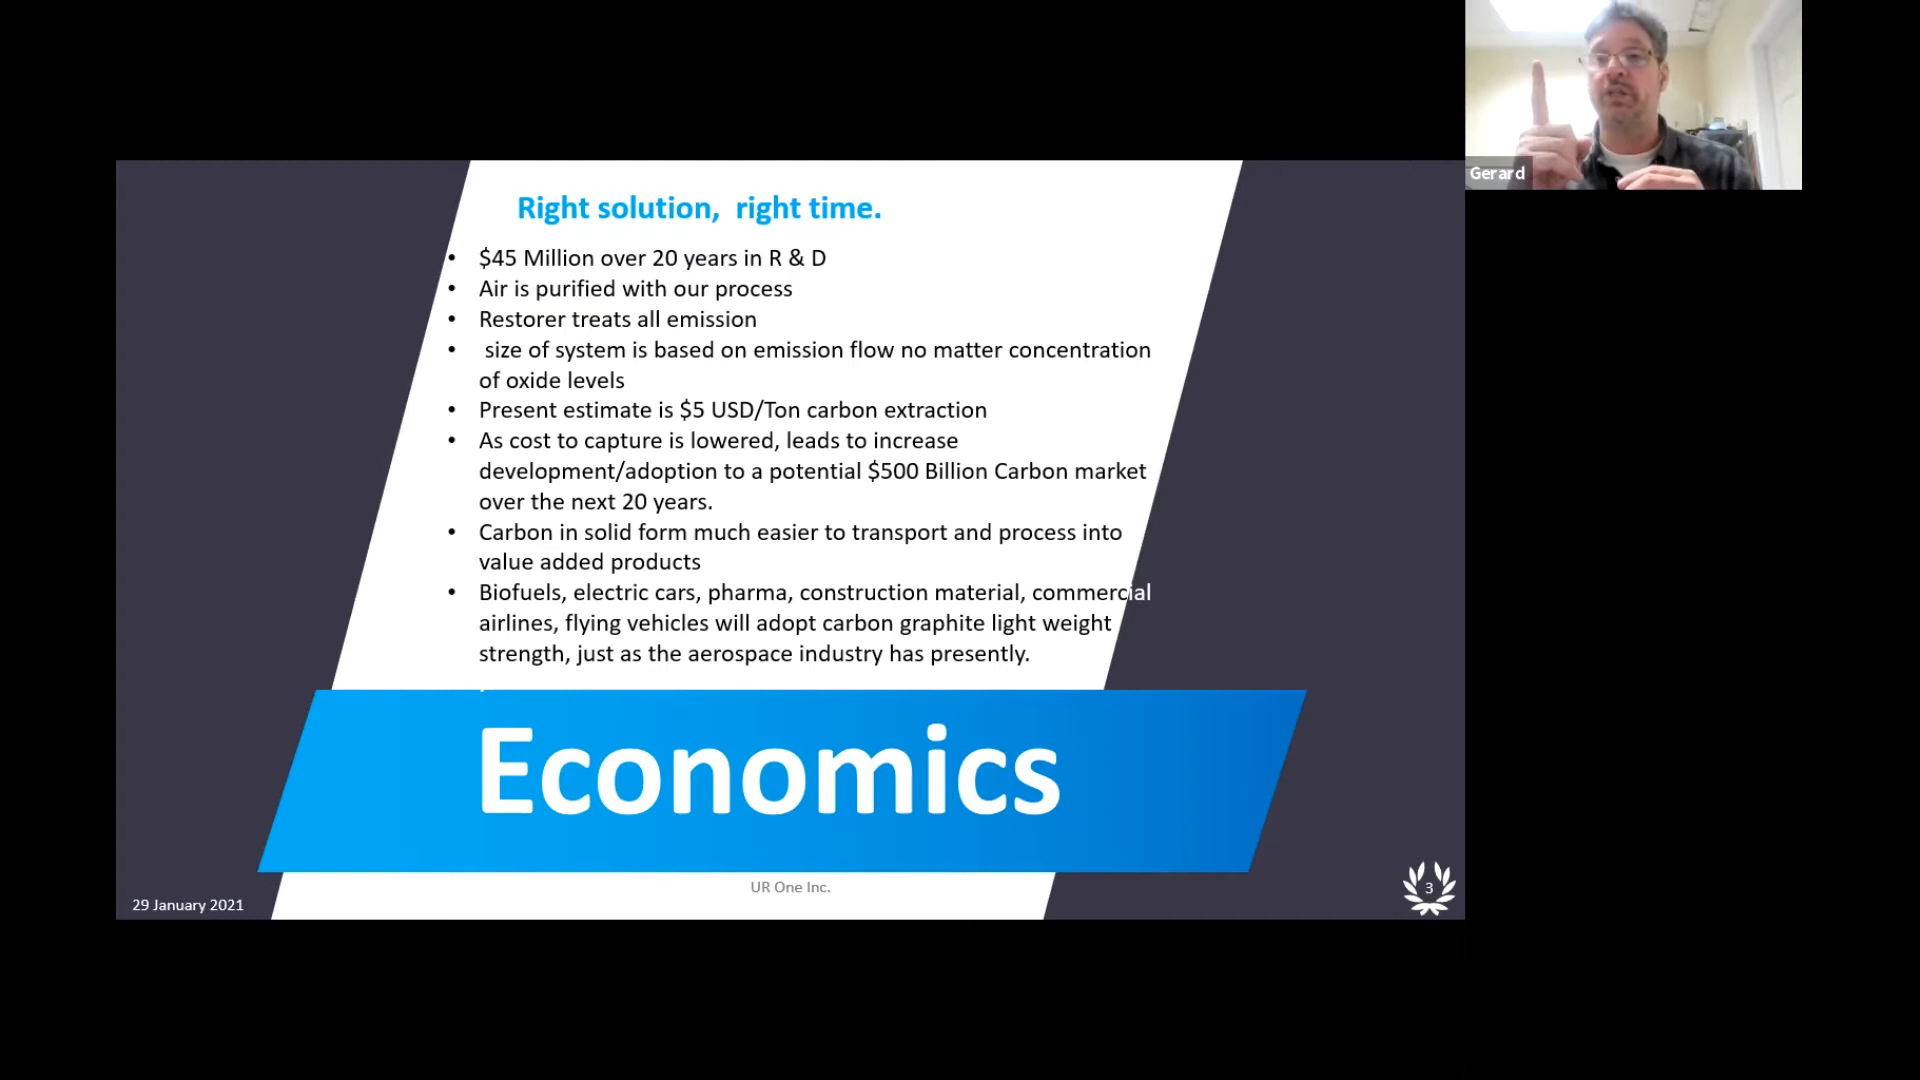 Gerard
Right solution, right time.
• $45 Million over 20 years in R & D
• Air is purified with our process
• Restorer treats all emission
• size of system is based on emission flow no matter concentration
of oxide levels
• Present estimate is $5 USD/Ton carbon extraction
• As cost to capture is lowered, leads to increase
development/adoption to a potential $500 Billion Carbon market
over the next 20 years.
• Carbon in solid form much easier to transport and process into
value added products
• Biofuels, electric cars, pharma, construction material, commercial
airlines, flying vehicles will adopt carbon graphite light weight
strength, just as the aerospace industry has presently.
Economics
UR One Inc.
29 January 2021
3